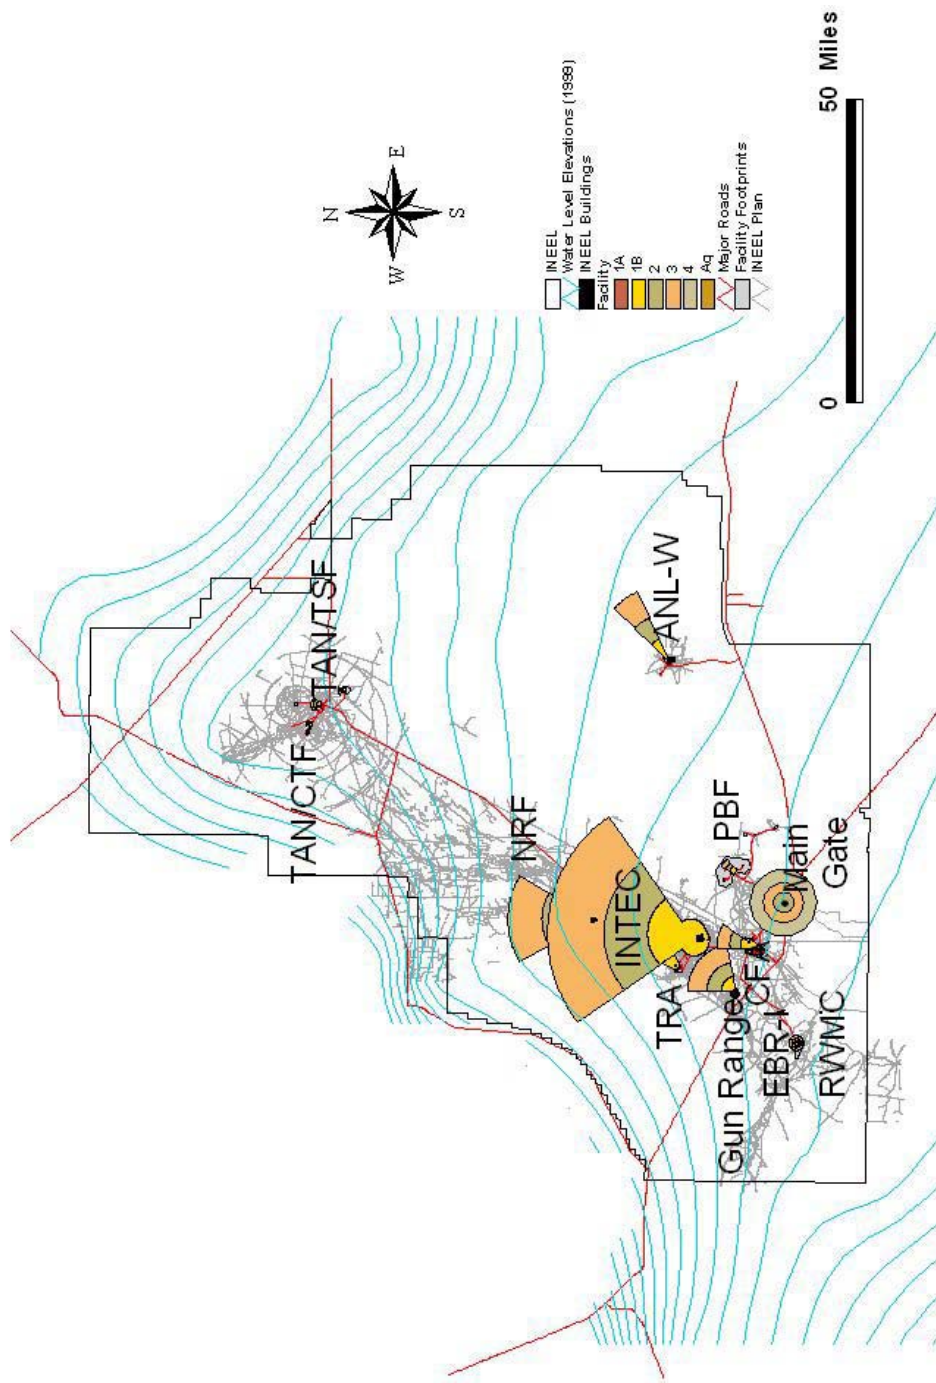 N
W
E
S
INEEL
Water Level Elevations (1999)
INEEL Buildings
Facility
1A
1B
2
3
4
Aq
Major Roads
Facility Footprints
INEEL Plan
0
50 Miles
TAN/CTF
TAN/TSF
NRF
INTEC
TRA
ANL-W
PBF
Main
Gate
Gun Range
CFA
EBR-I
RWMC